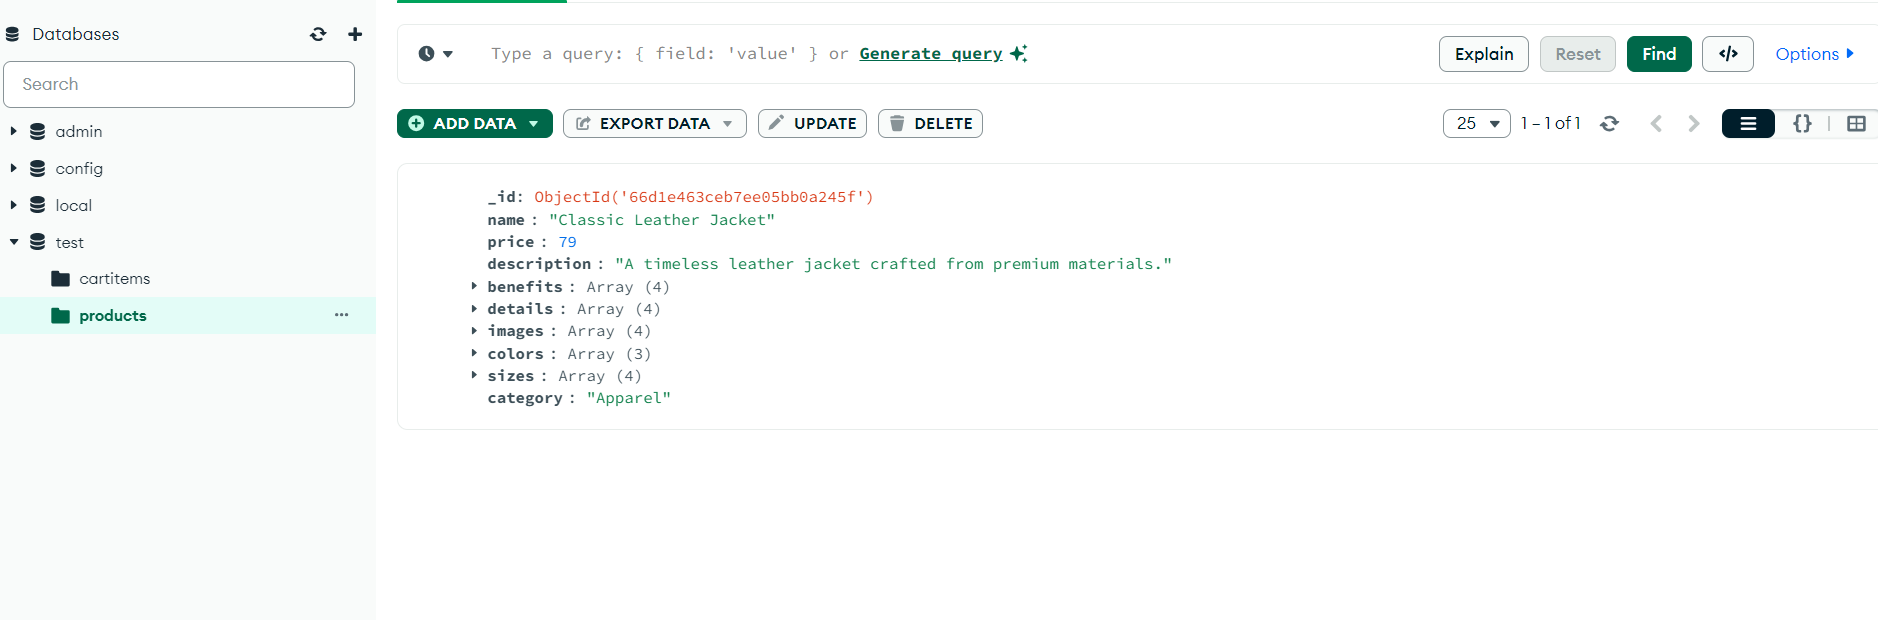 Databases
Search
admin
config
local
test
cartitems
products
Type a query: { field: 'value' } or Generate query
Explain
Reset
Find
</>
Options
ADD DATA
EXPORT DATA
UPDATE
DELETE
25
1 – 1 of 1
{}
_id: ObjectId('66d1e463ceb7ee05bb0a245f')
name : "Classic Leather Jacket"
price : 79
description : "A timeless leather jacket crafted from premium materials."
benefits : Array (4)
details : Array (4)
images : Array (4)
colors : Array (3)
sizes : Array (4)
category : "Apparel"